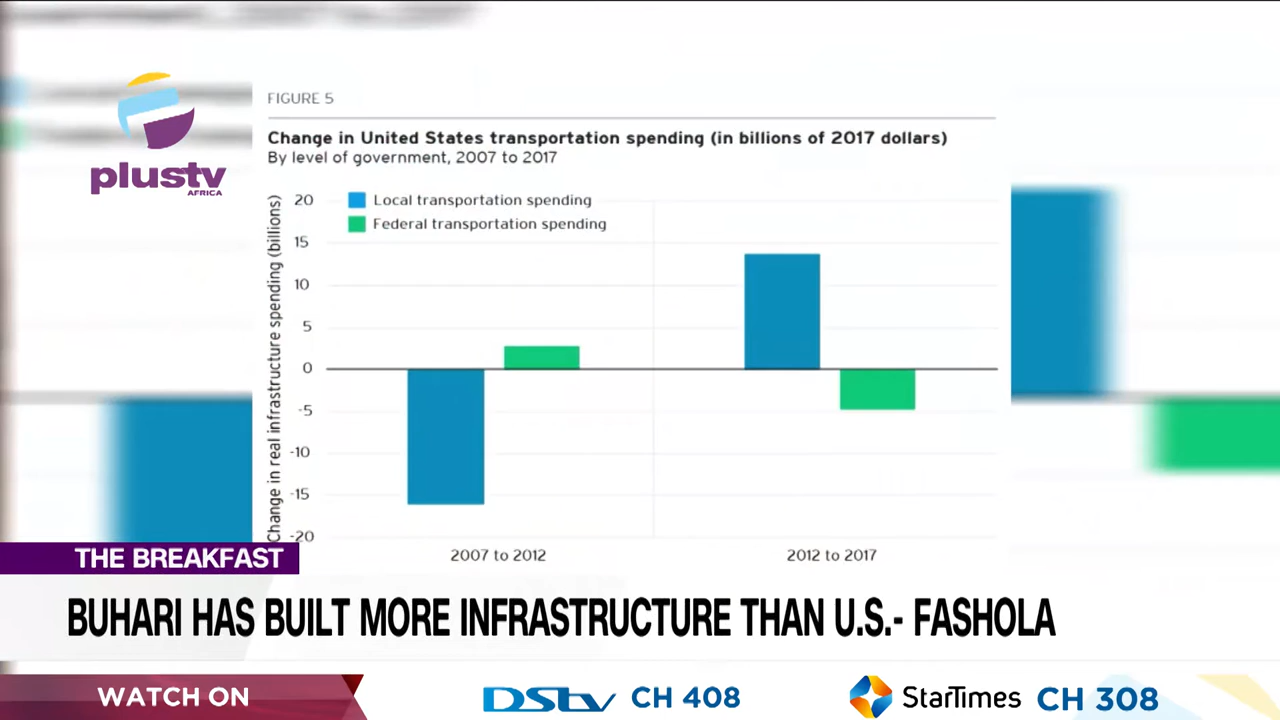 plustv
AFRICA
FIGURE 5
Change in United States transportation spending (in billions of 2017 dollars)
By level of government, 2007 to 2017
Change in real infrastructure spending (billions)
Local transportation spending
Federal transportation spending
20
15
10
5
0
-5
-10
-15
-20
2007 to 2012
2012 to 2017
THE BREAKFAST
BUHARI HAS BUILT MORE INFRASTRUCTURE THAN U.S.- FASHOLA
WATCH ON
DStv CH 408
StarTimes CH 308